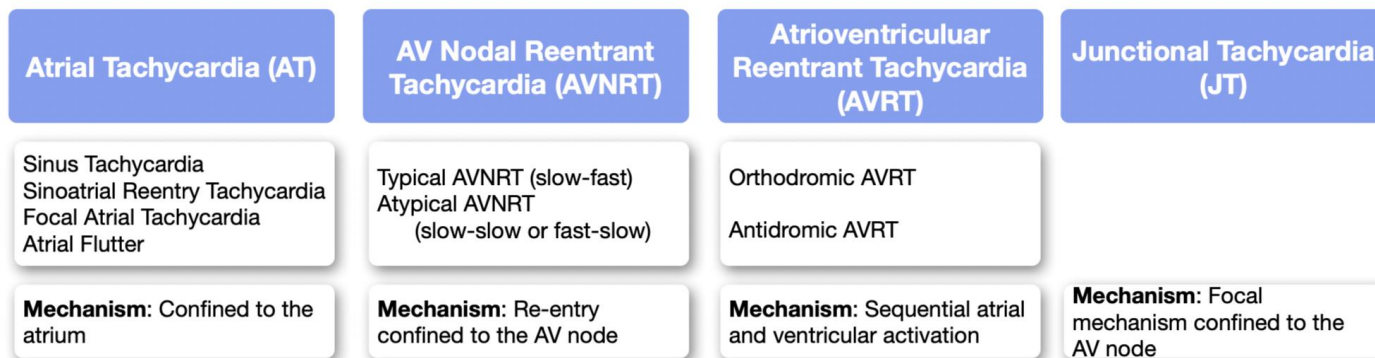 Atrial Tachycardia (AT)
AV Nodal Reentrant
Tachycardia (AVNRT)
Atrioventriculuar
Reentrant Tachycardia
(AVRT)
Junctional Tachycardia
(JT)
Sinus Tachycardia
Sinoatrial Reentry Tachycardia
Focal Atrial Tachycardia
Atrial Flutter
Typical AVNRT (slow-fast)
Atypical AVNRT
(slow-slow or fast-slow)
Orthodromic AVRT
Antidromic AVRT
Mechanism: Confined to the
atrium
Mechanism: Re-entry
confined to the AV node
Mechanism: Sequential atrial
and ventricular activation
Mechanism: Focal
mechanism confined to the
AV node